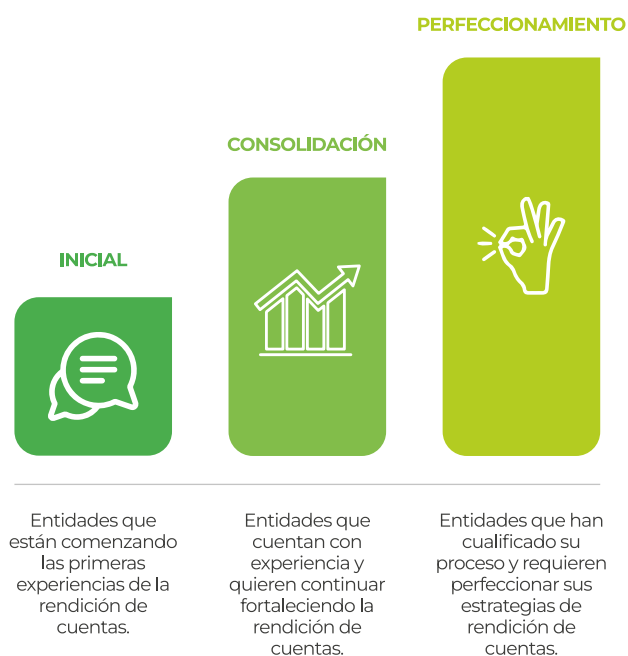 PERFECCIONAMIENTO
CONSOLIDACIÓN
INICIAL
Entidades que
están comenzando
las primeras
experiencias de la
rendición de
cuentas.
Entidades que
cuentan con
experiencia y
quieren continuar
fortaleciendo la
rendición de
cuentas.
Entidades que han
cualificado su
proceso y requieren
perfeccionar sus
estrategias de
rendición de
cuentas.